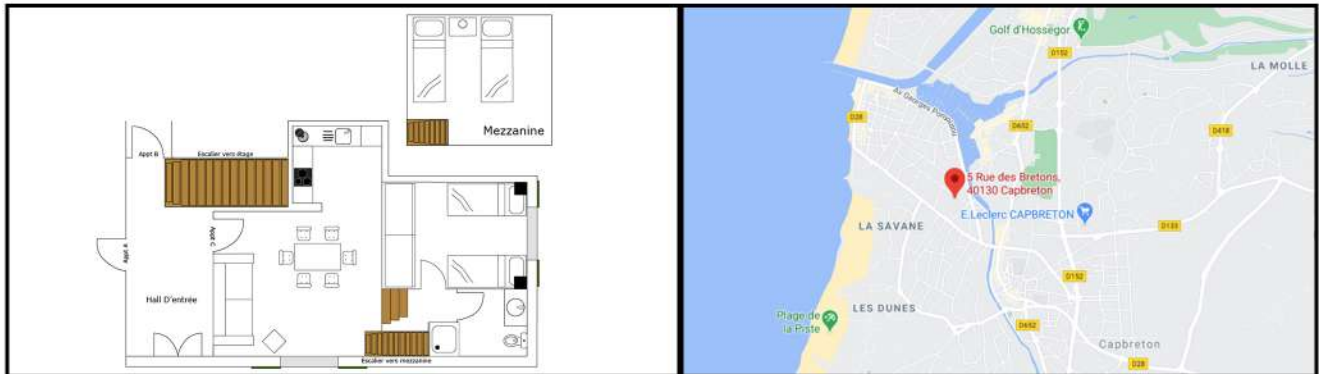 Mezzanine
Appt B
Escalier vers étage
Appt A
Appt C
Hall D'entrée
Escalier vers mezzanine
Golf d'Hossegor
D152
LA MOLLE
Av. Georges Pompidou
D28
D652
D418
5 Rue des Bretons,
40130 Capbreton
E.Leclerc CAPBRETON
LA SAVANE
D133
D152
LES DUNES
Plage de
la Piste
D652
Capbreton
D28